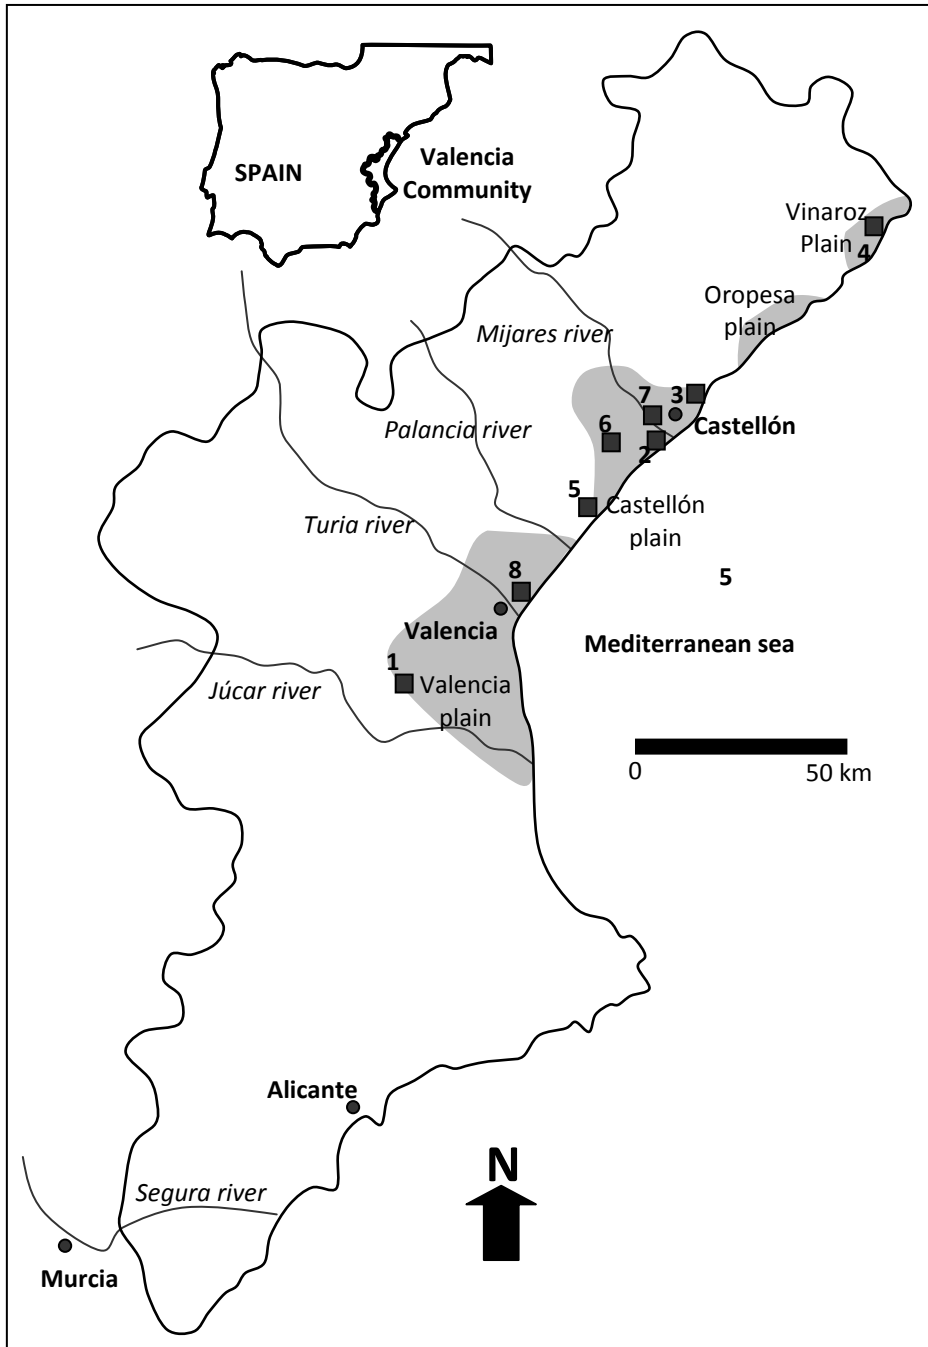 SPAIN
Valencia
Community
Vinaroz
Plain
4
Oropesa
plain
Mijares river
7
3
Castellón
6
2
Palancia river
5
Castellón
plain
Turia river
8
5
Valencia
Mediterranean sea
1
Valencia
plain
Júcar river
0
50 km
Alicante
N
Segura river
Murcia